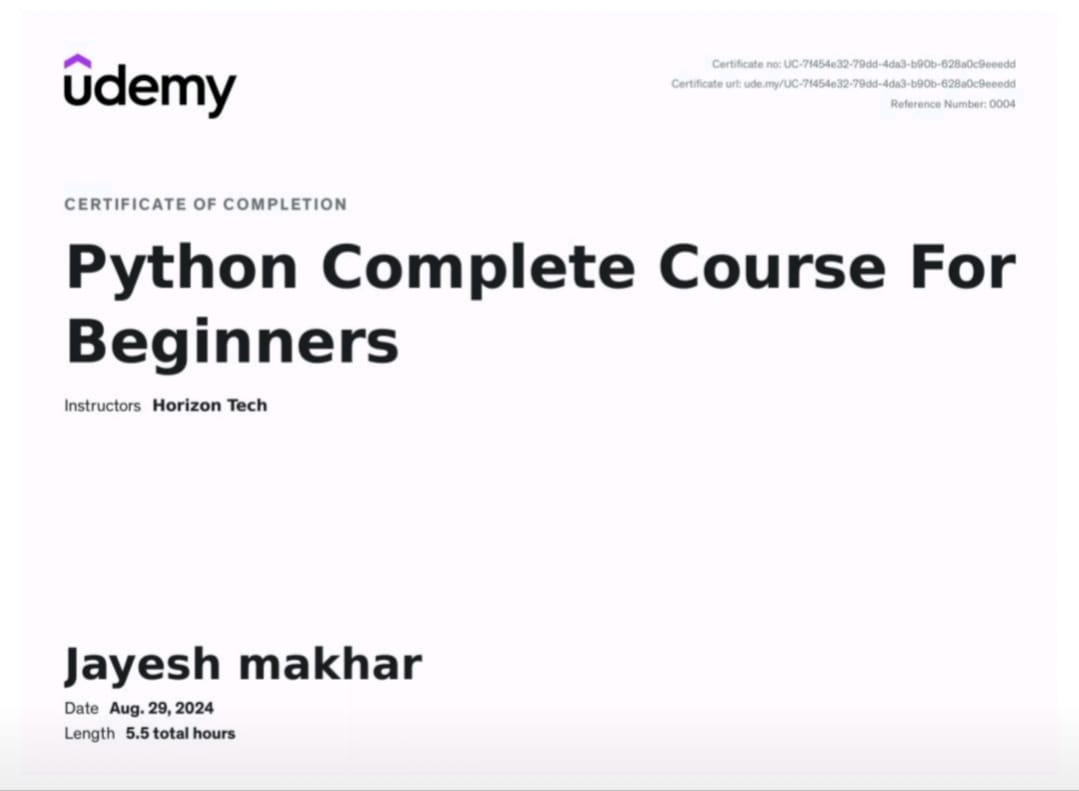 udemy
Certificate no: UC-7f454e32-79dd-4da3-b90b-628a0c9eeedd
Certificate url: ude.my/UC-7f454e32-79dd-4da3-b90b-628a0c9eeedd
Reference Number: 0004
CERTIFICATE OF COMPLETION
Python Complete Course For
Beginners
Instructors Horizon Tech
Jayesh makhar
Date Aug. 29, 2024
Length 5.5 total hours